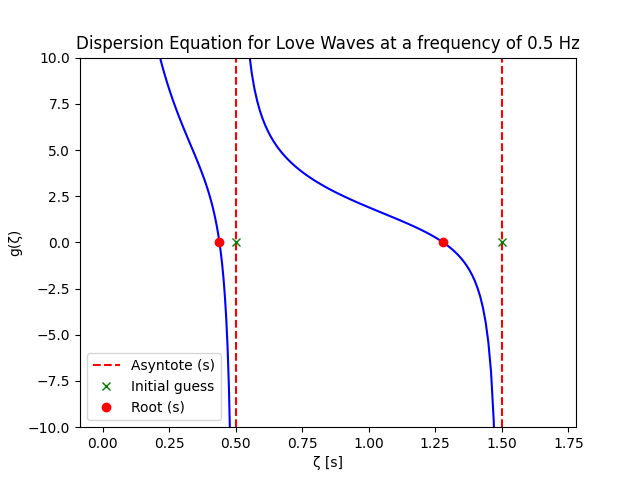 Dispersion Equation for Love Waves at a frequency of 0.5 Hz
10.0
7.5
5.0
2.5
0.0
−2.5
−5.0
−7.5
−10.0
g(ζ)
Asyntote (s)
Initial guess
Root (s)
0.00 0.25 0.50 0.75 1.00 1.25 1.50 1.75
ζ [s]